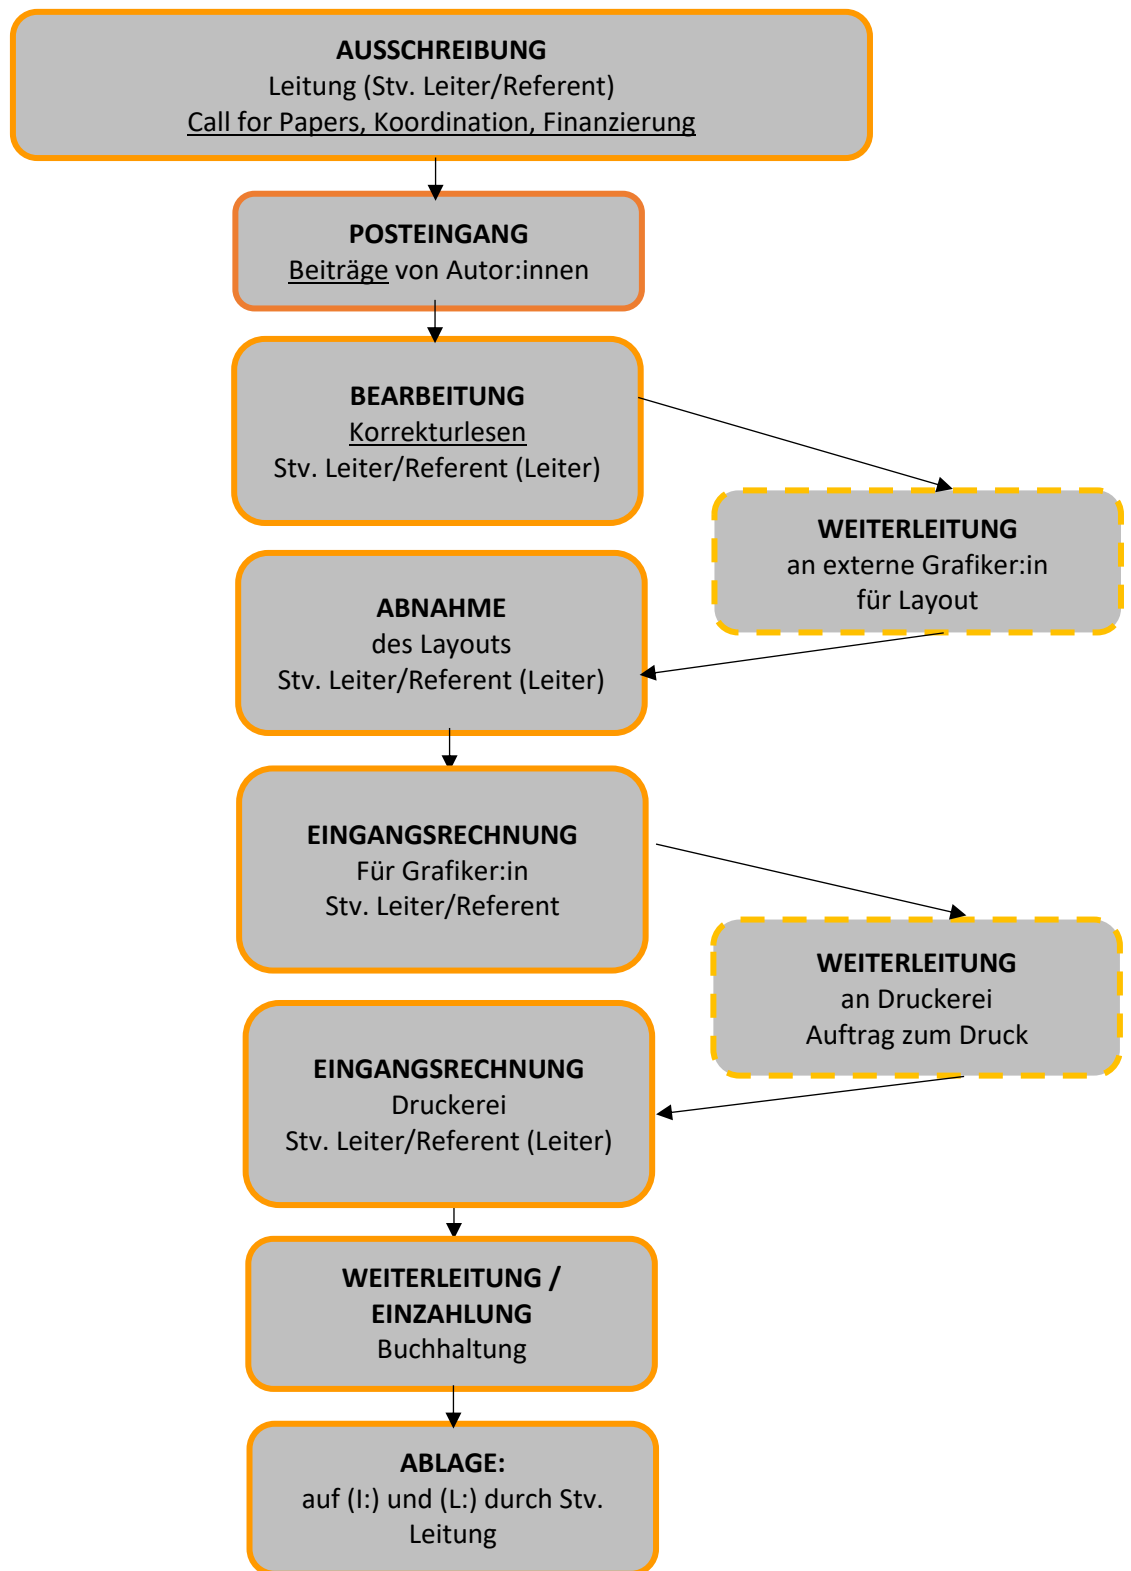 AUSSCHREIBUNG
Leitung (Stv. Leiter/Referent)
Call for Papers, Koordination, Finanzierung
POSTEINGANG
Beiträge von Autor:innen
BEARBEITUNG
Korrekturlesen
Stv. Leiter/Referent (Leiter)
WEITERLEITUNG
an externe Grafiker:in
für Layout
ABNAHME
des Layouts
Stv. Leiter/Referent (Leiter)
EINGANGSRECHNUNG
Für Grafiker:in
Stv. Leiter/Referent
WEITERLEITUNG
an Druckerei
Auftrag zum Druck
EINGANGSRECHNUNG
Druckerei
Stv. Leiter/Referent (Leiter)
WEITERLEITUNG /
EINZAHLUNG
Buchhaltung
ABLAGE:
auf (I:) und (L:) durch Stv.
Leitung